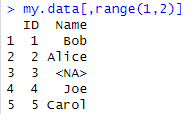 > my.data[,range(1,2)]
  ID  Name
1  1   Bob
2  2 Alice
3  3  <NA>
4  4   Joe
5  5 Carol